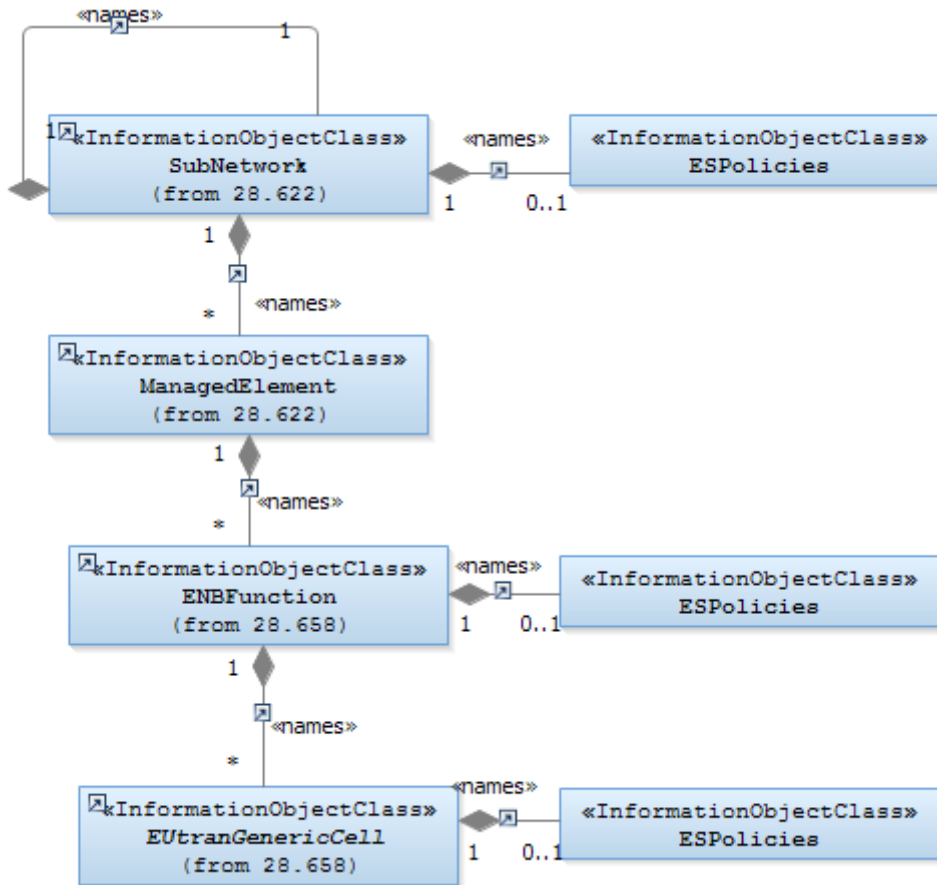 «names»
1
1
«InformationObjectClass»
SubNetwork
(from 28.622)
«names»
1
0..1
«InformationObjectClass»
ESPolicies
1
«names»
*
«InformationObjectClass»
ManagedElement
(from 28.622)
1
«names»
*
«InformationObjectClass»
ENBFunction
(from 28.658)
«names»
1
0..1
«InformationObjectClass»
ESPolicies
1
«names»
*
«InformationObjectClass»
EUtranGenericCell
(from 28.658)
«names»
1
0..1
«InformationObjectClass»
ESPolicies